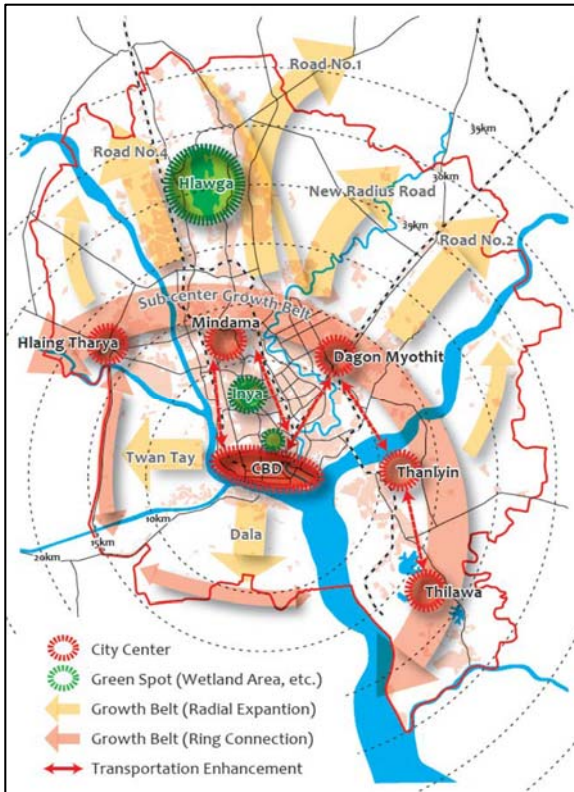 Road No.1
35km
Road No.4
30km
Hlawga
New Radius Road
25km
Road No.2
Sub center Growth Belt
Mindama
Hlaing Tharya
Dagon Myothit
Inya
Twan Tay
CBD
Thanlyin
10km
Dala
15km
20km
Thilawa
City Center
Green Spot (Wetland Area, etc.)
Growth Belt (Radial Expantion)
Growth Belt (Ring Connection)
Transportation Enhancement